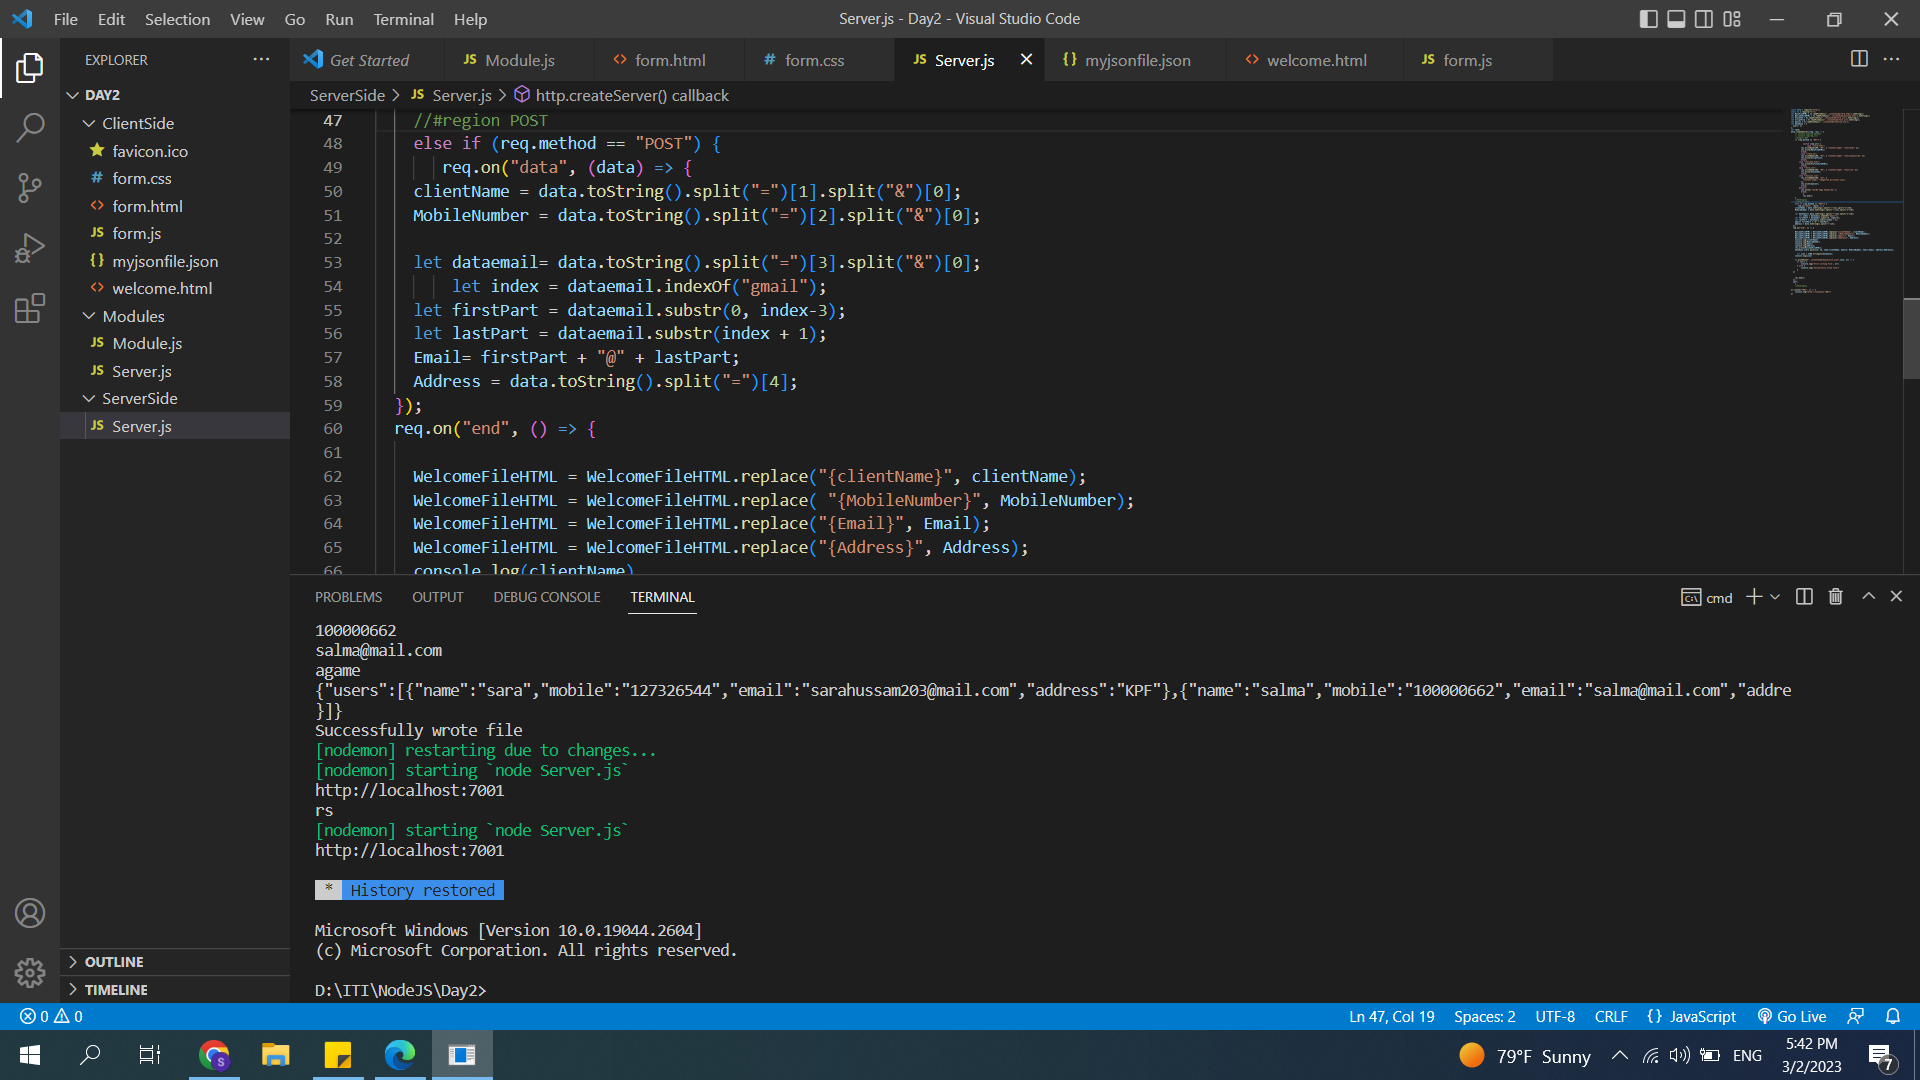 File Edit Selection View Go Run Terminal Help
Server.js - Day2 - Visual Studio Code
EXPLORER
DAY2
ClientSide
favicon.ico
# form.css
<> form.html
JS form.js
{} myjsonfile.json
<> welcome.html
Modules
JS Module.js
JS Server.js
ServerSide
JS Server.js
OUTLINE
TIMELINE
Get Started JS Module.js <> form.html # form.css JS Server.js {} myjsonfile.json <> welcome.html JS form.js
ServerSide > JS Server.js > http.createServer() callback
47 //#region POST
48 else if (req.method == "POST") {
49 req.on("data", (data) => {
50 clientName = data.toString().split("=")[1].split("&")[0];
51 MobileNumber = data.toString().split("=")[2].split("&")[0];
52
53 let dataemail= data.toString().split("=")[3].split("&")[0];
54 let index = dataemail.indexOf("gmail");
55 let firstPart = dataemail.substr(0, index-3);
56 let lastPart = dataemail.substr(index + 1);
57 Email= firstPart + "@" + lastPart;
58 Address = data.toString().split("=")[4];
59 });
60 req.on("end", () => {
61
62 WelcomeFileHTML = WelcomeFileHTML.replace("{clientName}", clientName);
63 WelcomeFileHTML = WelcomeFileHTML.replace( "{MobileNumber}", MobileNumber);
64 WelcomeFileHTML = WelcomeFileHTML.replace("{Email}", Email);
65 WelcomeFileHTML = WelcomeFileHTML.replace("{Address}", Address);
66 console.log(clientName)
PROBLEMS OUTPUT DEBUG CONSOLE TERMINAL
cmd
100000662
salma@mail.com
agame
{"users":[{"name":"sara","mobile":"127326544","email":"sarahussam203@mail.com","address":"KPF"},{"name":"salma","mobile":"100000662","email":"salma@mail.com","addre
}]}
Successfully wrote file
[nodemon] restarting due to changes...
[nodemon] starting `node Server.js`
http://localhost:7001
rs
[nodemon] starting `node Server.js`
http://localhost:7001
* History restored
Microsoft Windows [Version 10.0.19044.2604]
(c) Microsoft Corporation. All rights reserved.
D:\ITI\NodeJS\Day2>
0 0
Ln 47, Col 19 Spaces: 2 UTF-8 CRLF {} JavaScript Go Live
S
79°F Sunny
ENG
5:42 PM
3/2/2023
7